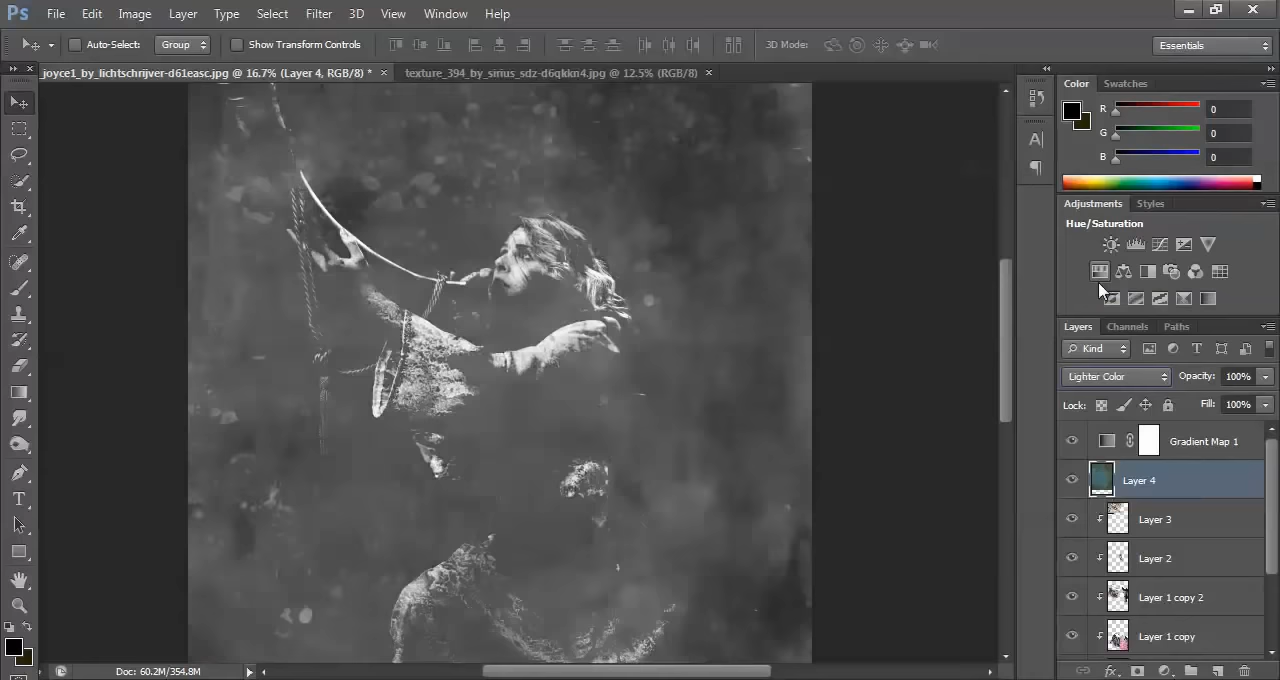 Ps File Edit Image Layer Type Select Filter 3D View Window Help
Auto-Select: Group Show Transform Controls 3D Mode: Essentials
joyce1_by_lichtschrijver-d61easc.jpg @ 16.7% (Layer 4, RGB/8) * × texture_394_by_sirius_sdz-d6qkkn4.jpg @ 12.5% (RGB/8) ×
Color Swatches
R 0
G 0
B 0
Adjustments Styles
Hue/Saturation
Layers Channels Paths
Kind
Lighter Color Opacity: 100%
Lock: Fill: 100%
Gradient Map 1
Layer 4
Layer 3
Layer 2
Layer 1 copy 2
Layer 1 copy
Doc: 60.2M/354.8M